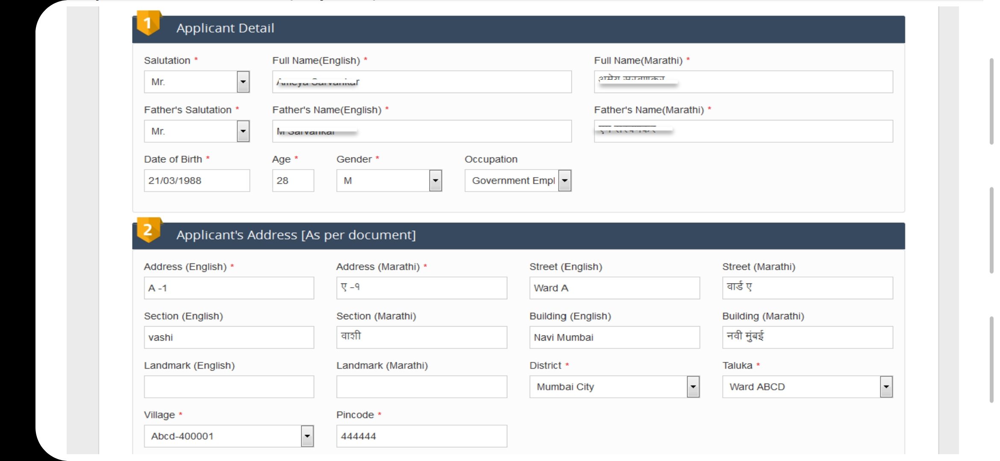 1 Applicant Detail
Salutation * Full Name(English) * Full Name(Marathi) *
Mr.
Father's Salutation * Father's Name(English) * Father's Name(Marathi) *
Mr. M
Date of Birth * Age * Gender * Occupation
21/03/1988 28 M Government Empl
2 Applicant's Address [As per document]
Address (English) * Address (Marathi) * Street (English) Street (Marathi)
A -1 ए -१ Ward A वार्ड ए
Section (English) Section (Marathi) Building (English) Building (Marathi)
vashi वाशी Navi Mumbai नवी मुंबई
Landmark (English) Landmark (Marathi) District * Taluka *
Mumbai City Ward ABCD
Village * Pincode *
Abcd-400001 444444